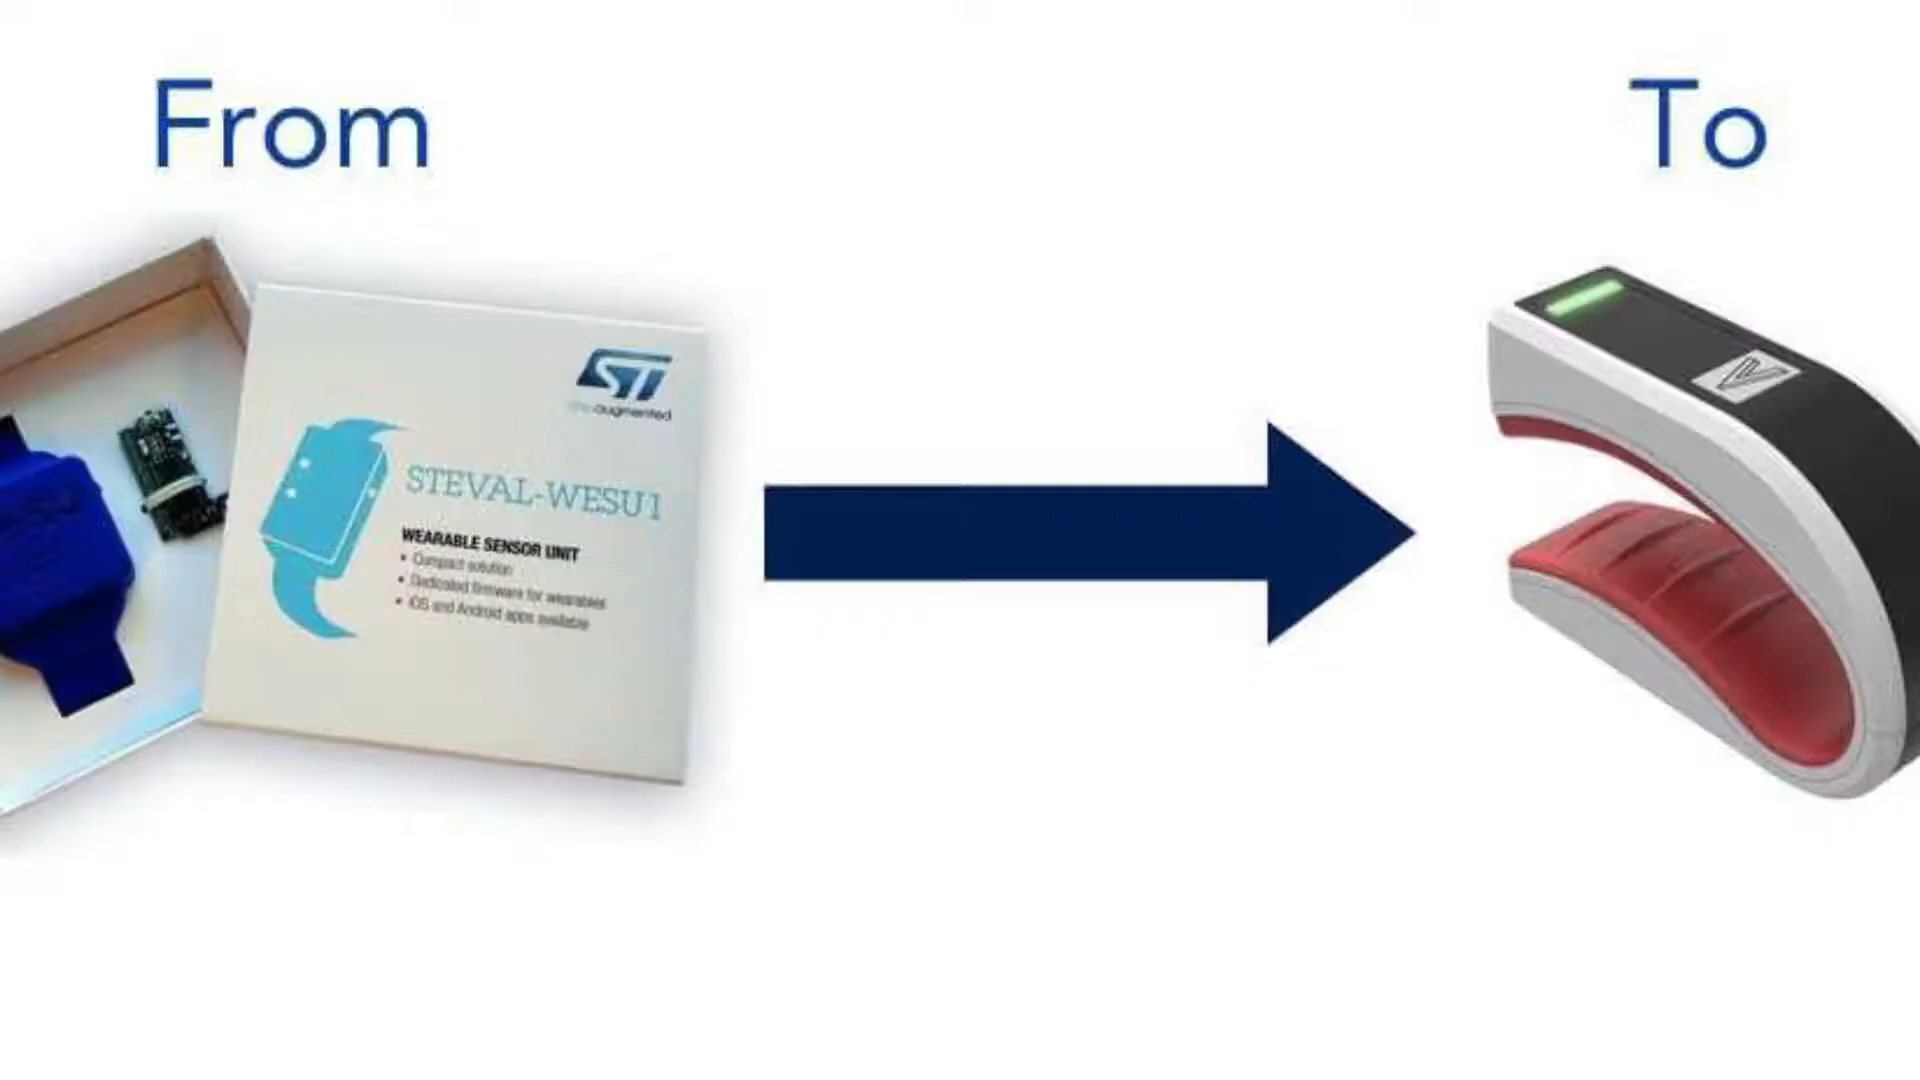 From
To
ST
augmented
STEVAL-WESU1
WEARABLE SENSOR UNIT
• Compact solution
• Dedicated firmware for wearables
• iOS and Android apps available